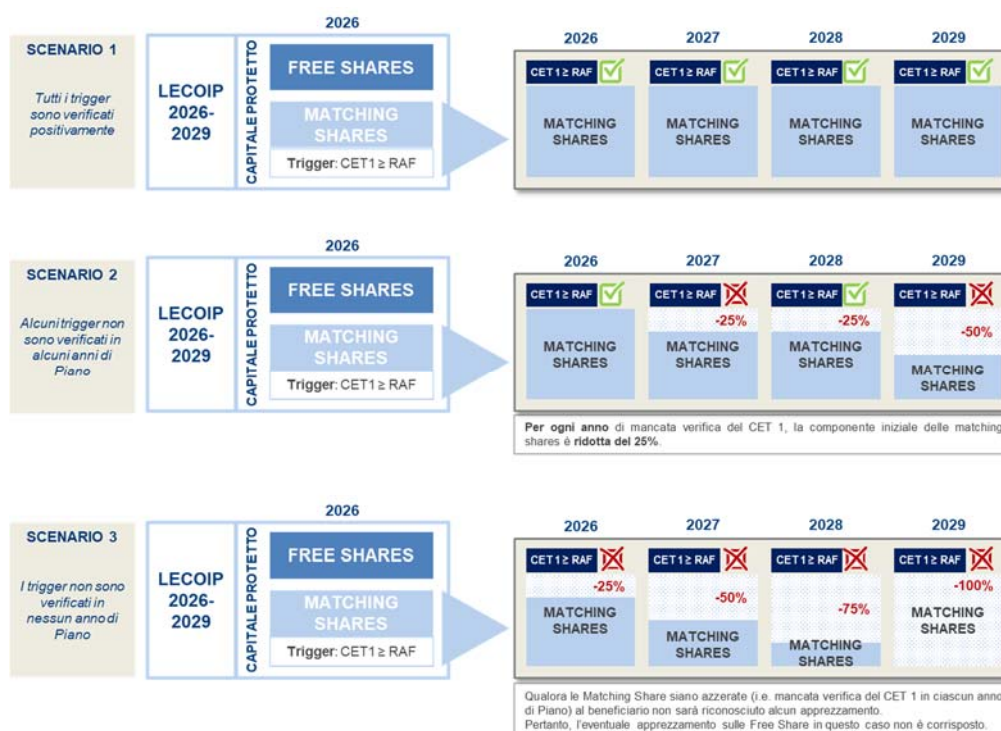 SCENARIO 1
Tutti i trigger
sono verificati
positivamente
LECOIP
2026-
2029
CAPITALE PROTETTO
2026
FREE SHARES
MATCHING
SHARES
Trigger: CET1 ≥ RAF
2026
2027
2028
2029
CET1 ≥ RAF
CET1 ≥ RAF
CET1 ≥ RAF
CET1 ≥ RAF
MATCHING
SHARES
MATCHING
SHARES
MATCHING
SHARES
MATCHING
SHARES
SCENARIO 2
Alcuni trigger non
sono verificati in
alcuni anni di
Piano
LECOIP
2026-
2029
CAPITALE PROTETTO
2026
FREE SHARES
MATCHING
SHARES
Trigger: CET1 ≥ RAF
2026
2027
2028
2029
CET1 ≥ RAF
CET1 ≥ RAF
CET1 ≥ RAF
CET1 ≥ RAF
-25%
-25%
-50%
MATCHING
SHARES
MATCHING
SHARES
MATCHING
SHARES
MATCHING
SHARES
Per ogni anno di mancata verifica del CET 1, la componente iniziale delle matching
shares è ridotta del 25%.
SCENARIO 3
I trigger non sono
verificati in
nessun anno di
Piano
LECOIP
2026-
2029
CAPITALE PROTETTO
2026
FREE SHARES
MATCHING
SHARES
Trigger: CET1 ≥ RAF
2026
2027
2028
2029
CET1 ≥ RAF
CET1 ≥ RAF
CET1 ≥ RAF
CET1 ≥ RAF
-25%
-50%
-75%
-100%
MATCHING
SHARES
MATCHING
SHARES
MATCHING
SHARES
MATCHING
SHARES
Qualora le Matching Share siano azzerate (i.e. mancata verifica del CET 1 in ciascun anno
di Piano) al beneficiario non sarà riconosciuto alcun apprezzamento.
Pertanto, l'eventuale apprezzamento sulle Free Share in questo caso non è corrisposto.